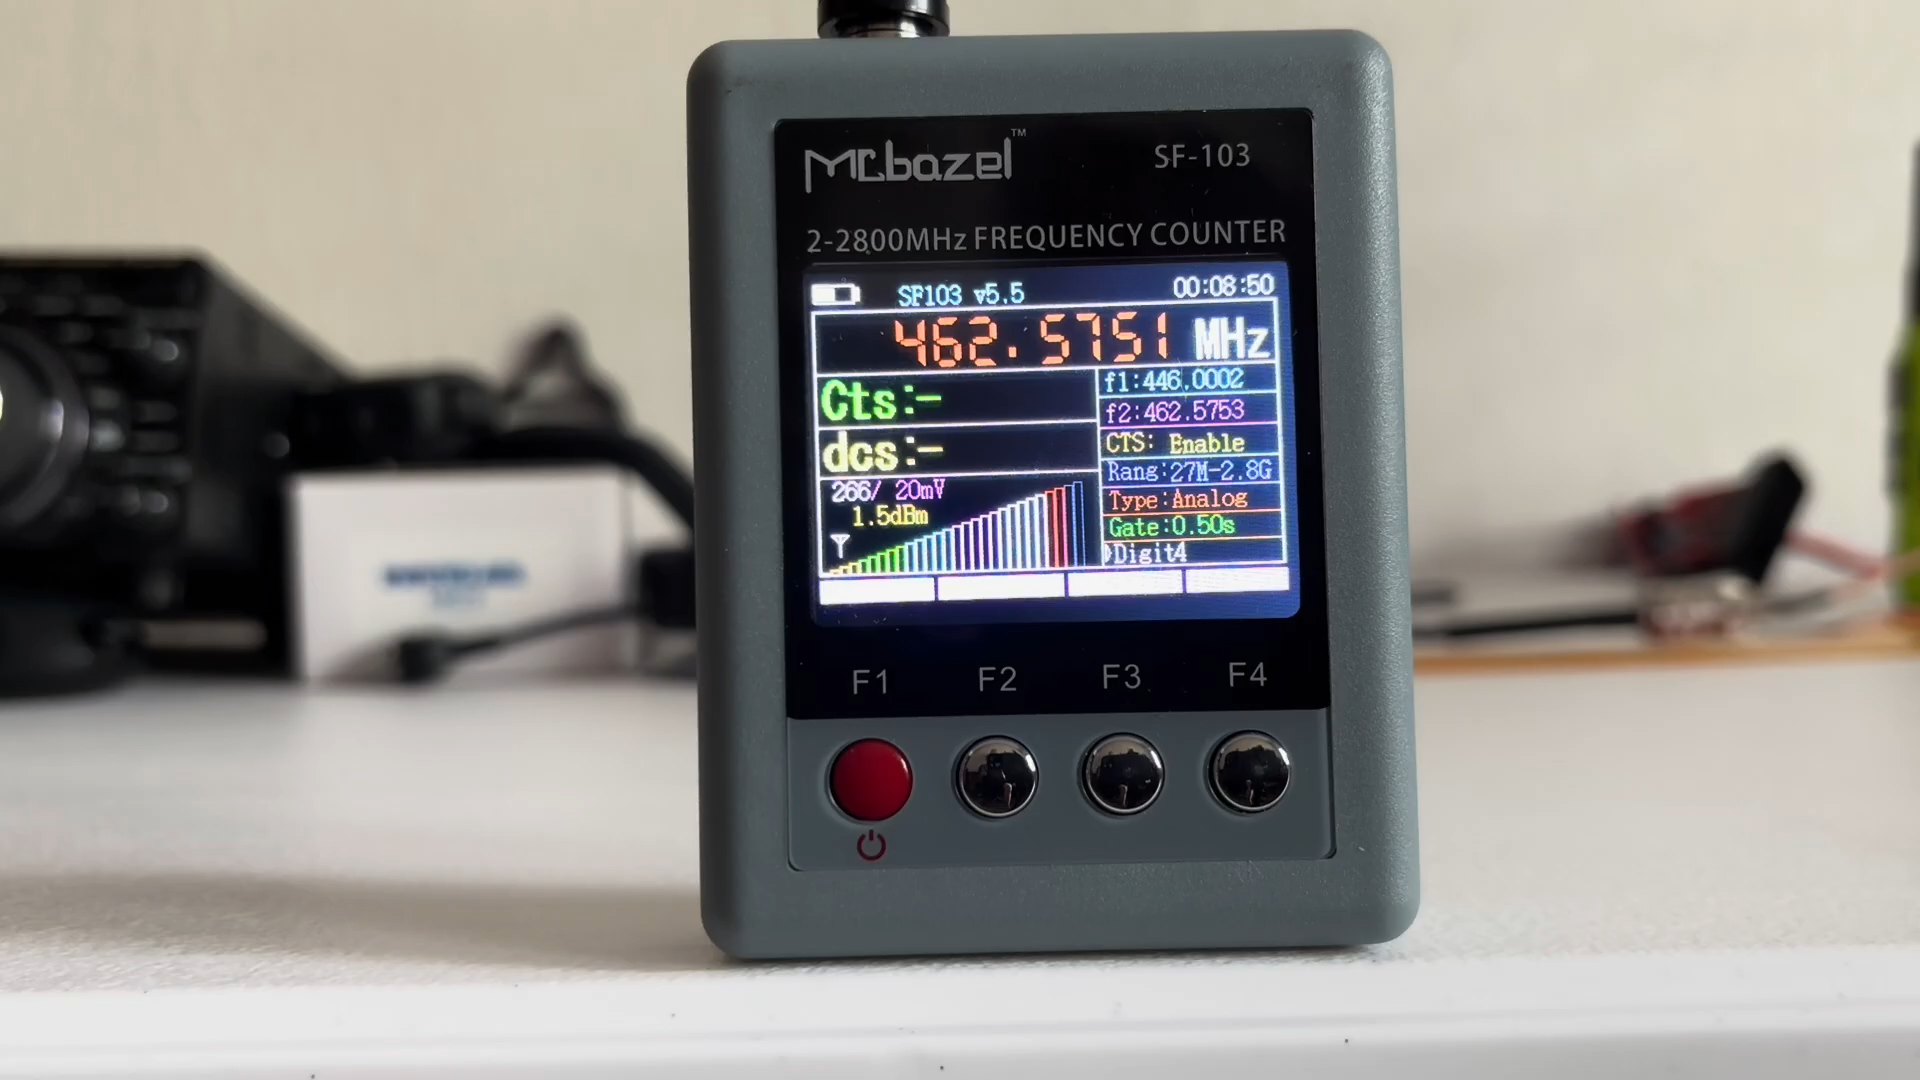 MCbazel™ SF-103
2-2800MHz FREQUENCY COUNTER
SF103 v5.5 00:08:50
462.5751 MHz
Cts:-
dcs:-
266/ 20mV
1.5dBm
f1:446.0002
f2:462.5753
CTS: Enable
Rang:27M-2.8G
Type:Analog
Gate:0.50s
Digit4
F1 F2 F3 F4